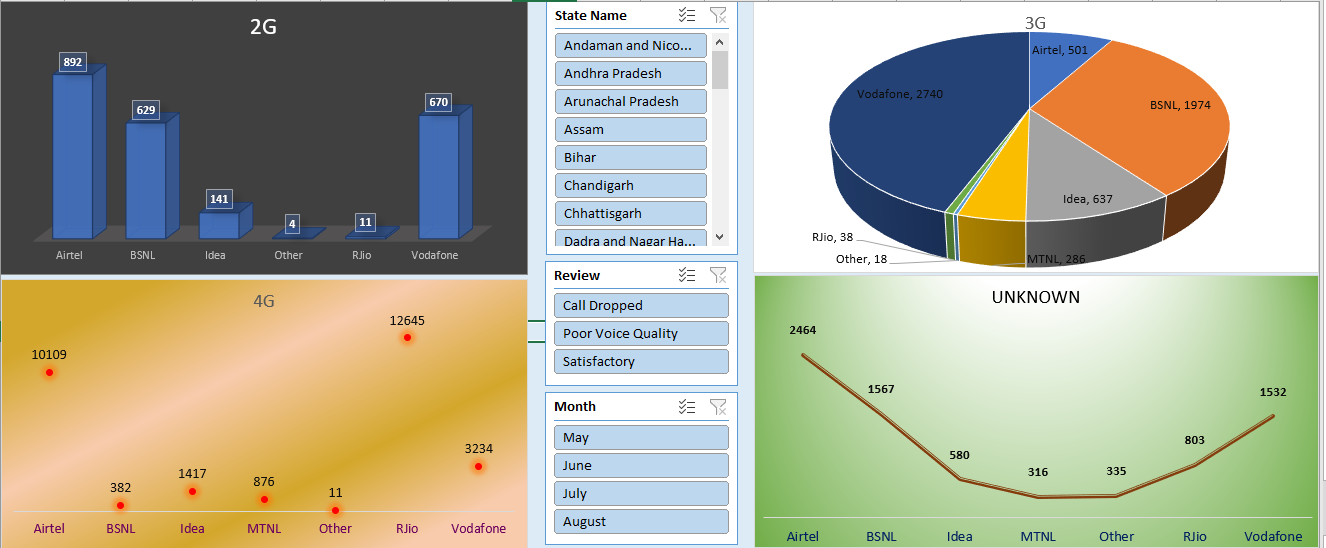 2G
892
629
141
4
11
670
Airtel BSNL Idea Other RJio Vodafone
State Name
Andaman and Nico...
Andhra Pradesh
Arunachal Pradesh
Assam
Bihar
Chandigarh
Chhattisgarh
Dadra and Nagar Ha...
3G
Airtel, 501
Vodafone, 2740
BSNL, 1974
Idea, 637
RJio, 38
Other, 18
MTNL, 286
4G
10109
382
1417
876
11
12645
3234
Airtel BSNL Idea MTNL Other RJio Vodafone
Review
Call Dropped
Poor Voice Quality
Satisfactory
Month
May
June
July
August
UNKNOWN
2464
1567
580
316
335
803
1532
Airtel BSNL Idea MTNL Other RJio Vodafone